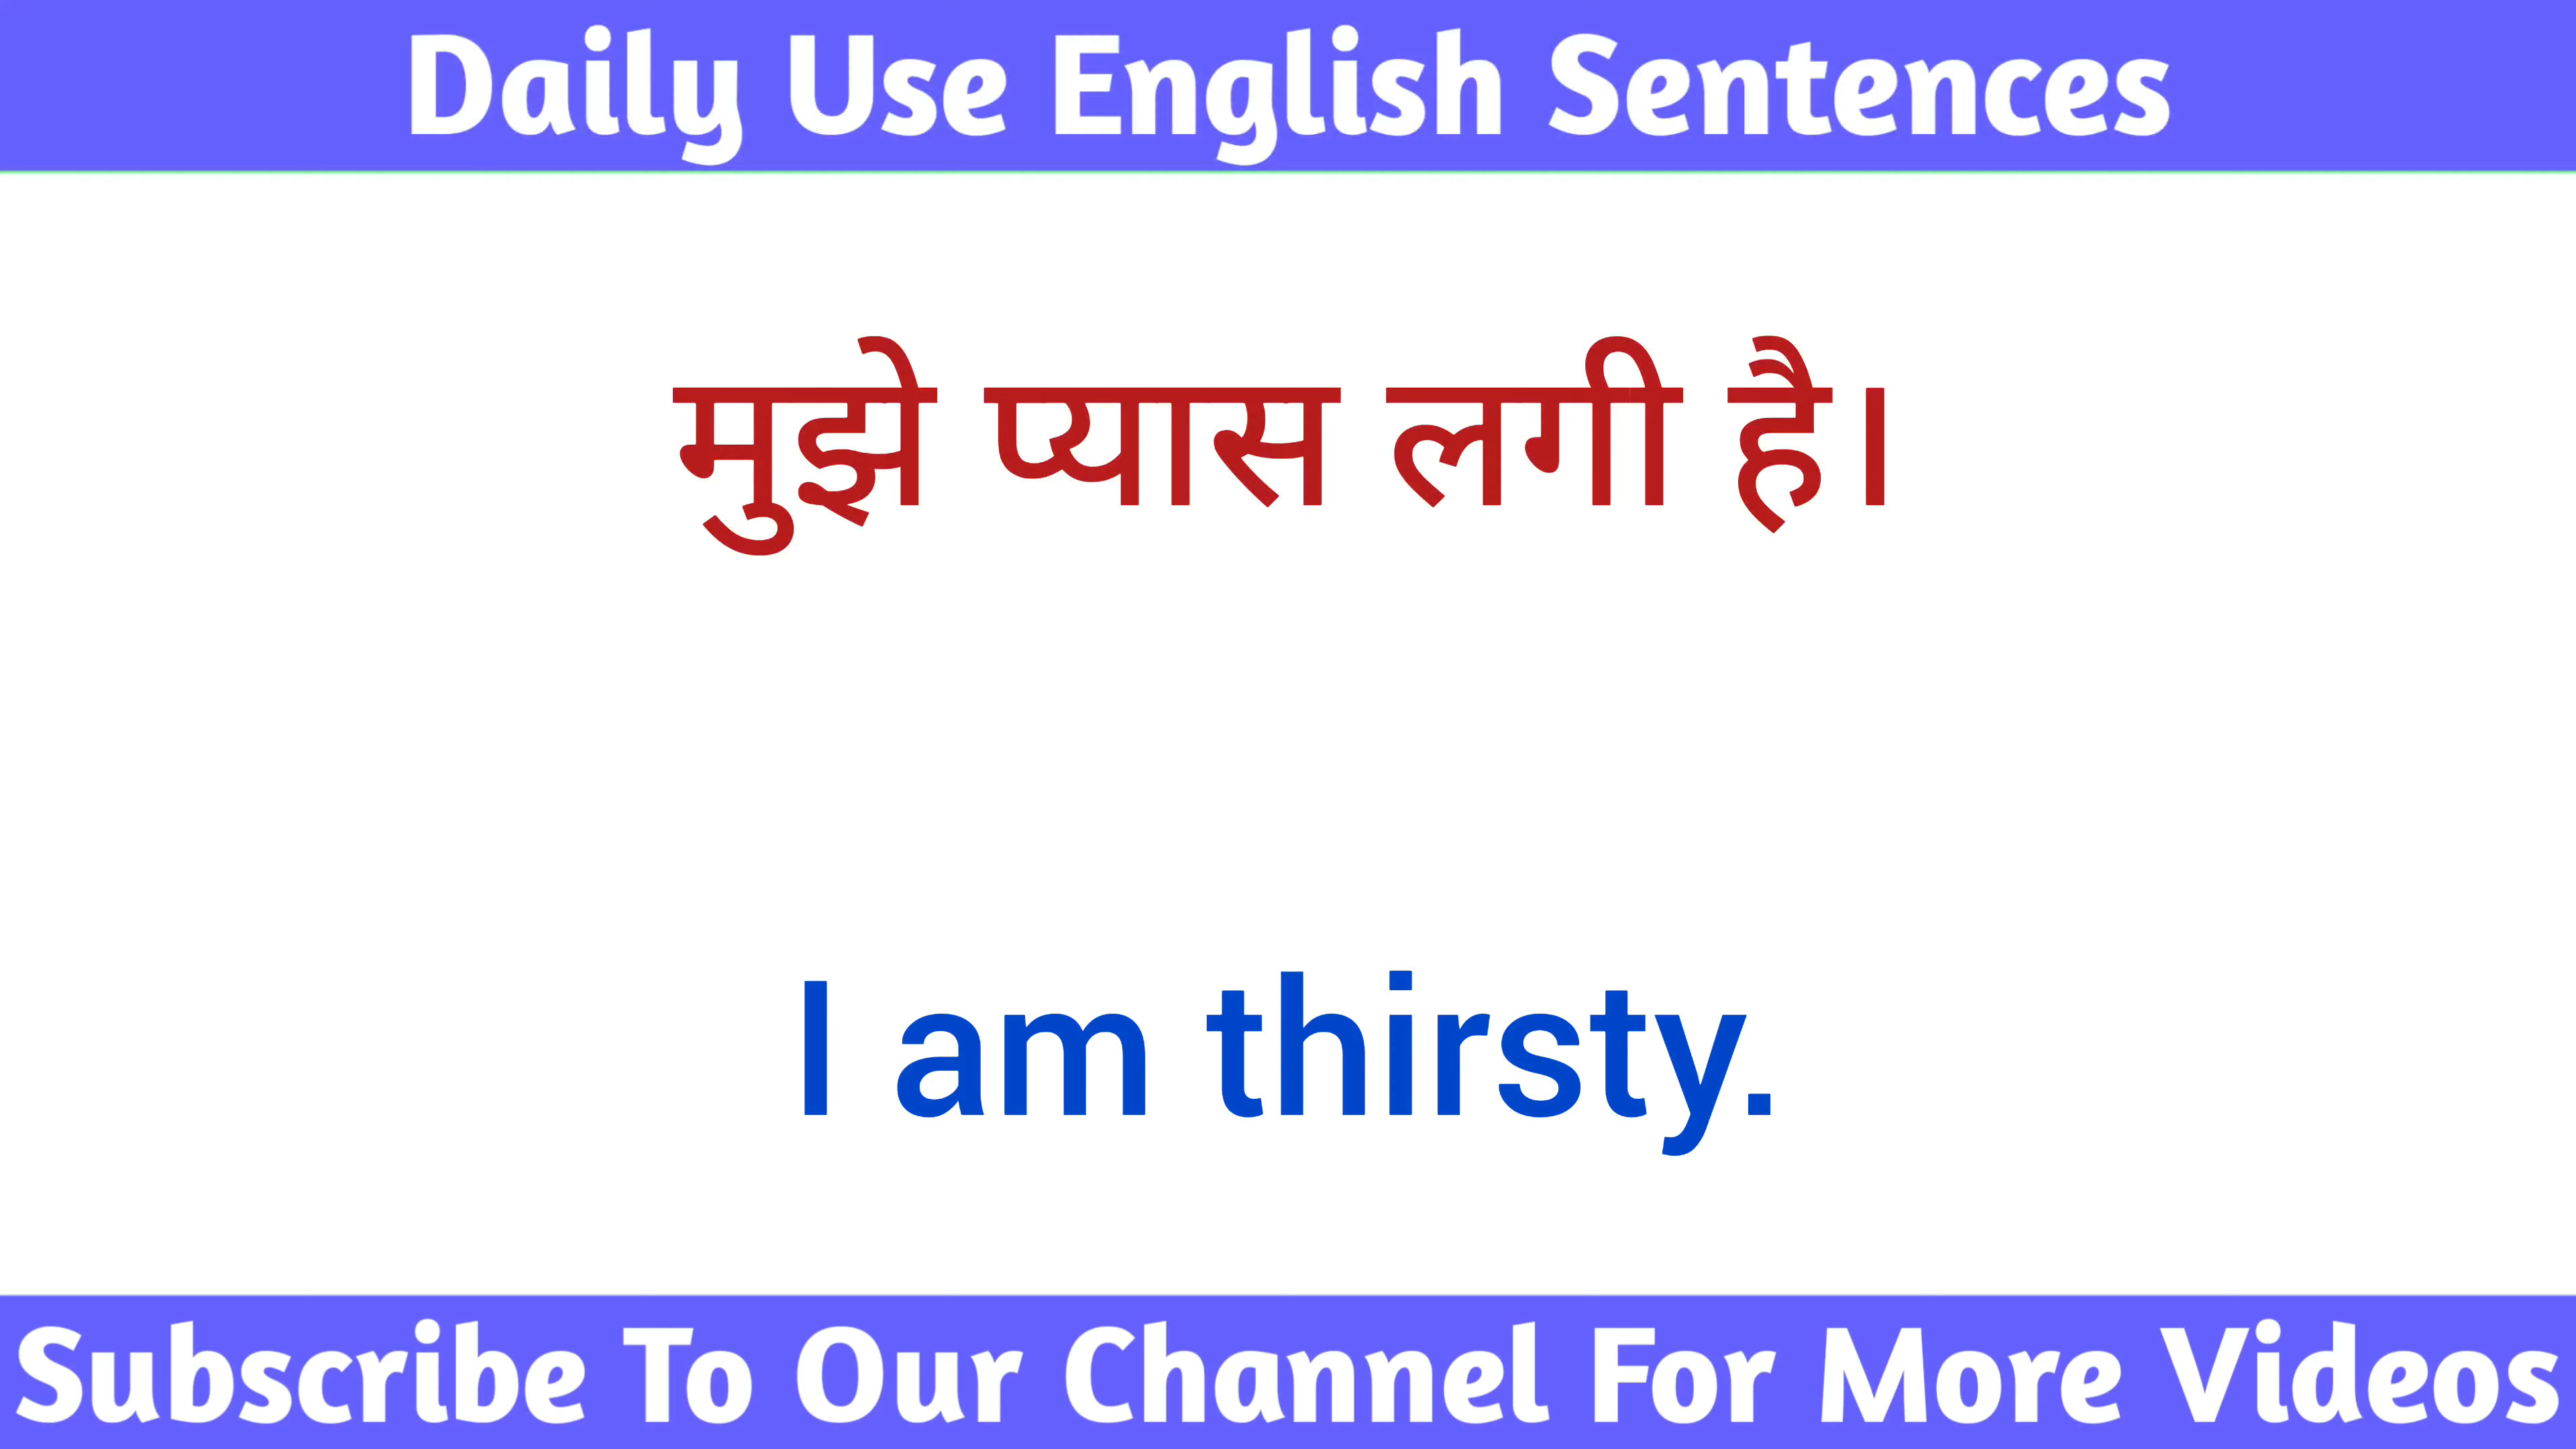 Daily Use English Sentences
मुझे प्यास लगी है।
I am thirsty.
Subscribe To Our Channel For More Videos